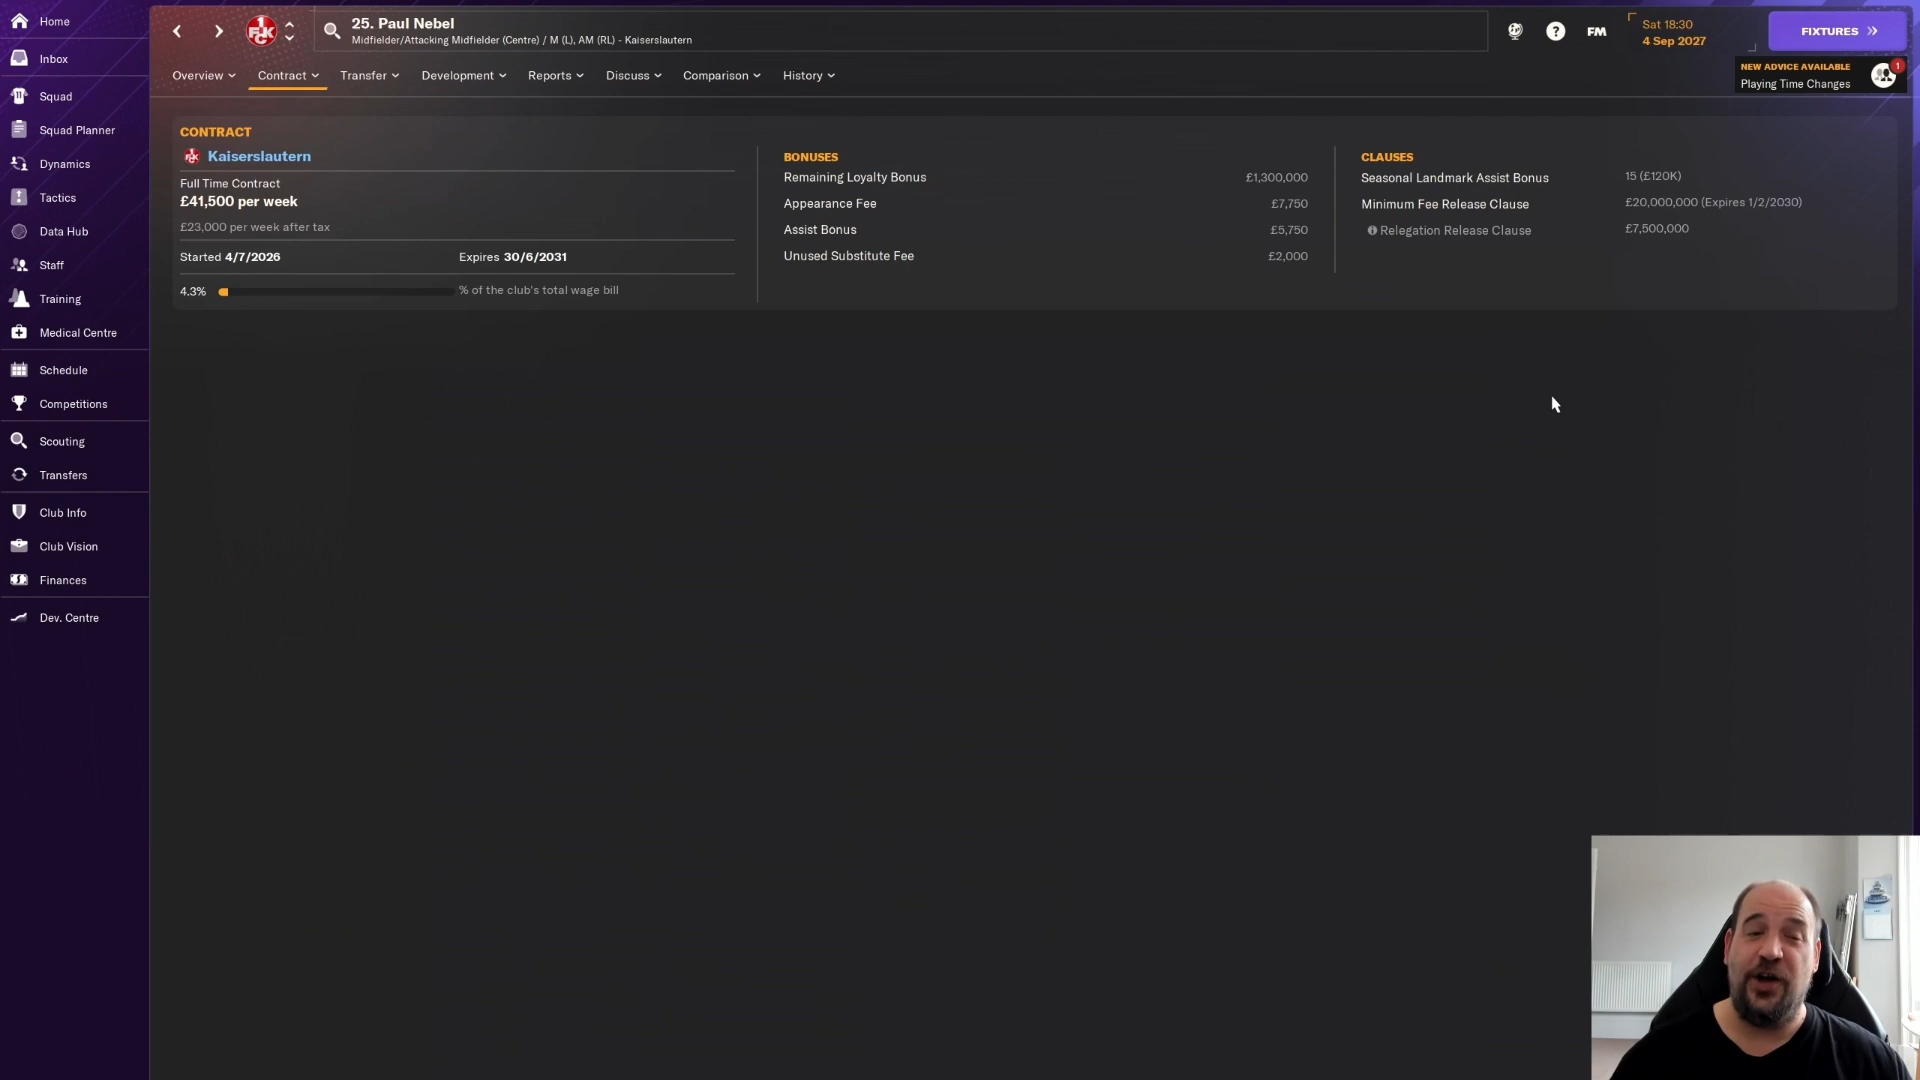 Home
Inbox
Squad
Squad Planner
Dynamics
Tactics
Data Hub
Staff
Training
Medical Centre
Schedule
Competitions
Scouting
Transfers
Club Info
Club Vision
Finances
Dev. Centre
25. Paul Nebel
Midfielder/Attacking Midfielder (Centre) / M (L), AM (RL) - Kaiserslautern
FM
Sat 18:30
4 Sep 2027
FIXTURES
Overview Contract Transfer Development Reports Discuss Comparison History
NEW ADVICE AVAILABLE
Playing Time Changes
1
CONTRACT
Kaiserslautern
Full Time Contract
£41,500 per week
£23,000 per week after tax
Started 4/7/2026 Expires 30/6/2031
4.3% % of the club's total wage bill
BONUSES
Remaining Loyalty Bonus £1,300,000
Appearance Fee £7,750
Assist Bonus £5,750
Unused Substitute Fee £2,000
CLAUSES
Seasonal Landmark Assist Bonus 15 (£120K)
Minimum Fee Release Clause £20,000,000 (Expires 1/2/2030)
Relegation Release Clause £7,500,000